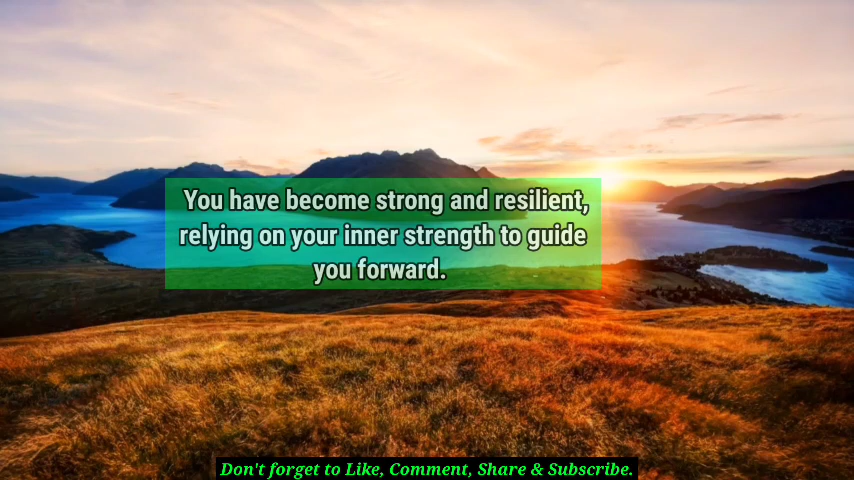 You have become strong and resilient,
relying on your inner strength to guide
you forward.
Don't forget to Like, Comment, Share & Subscribe.